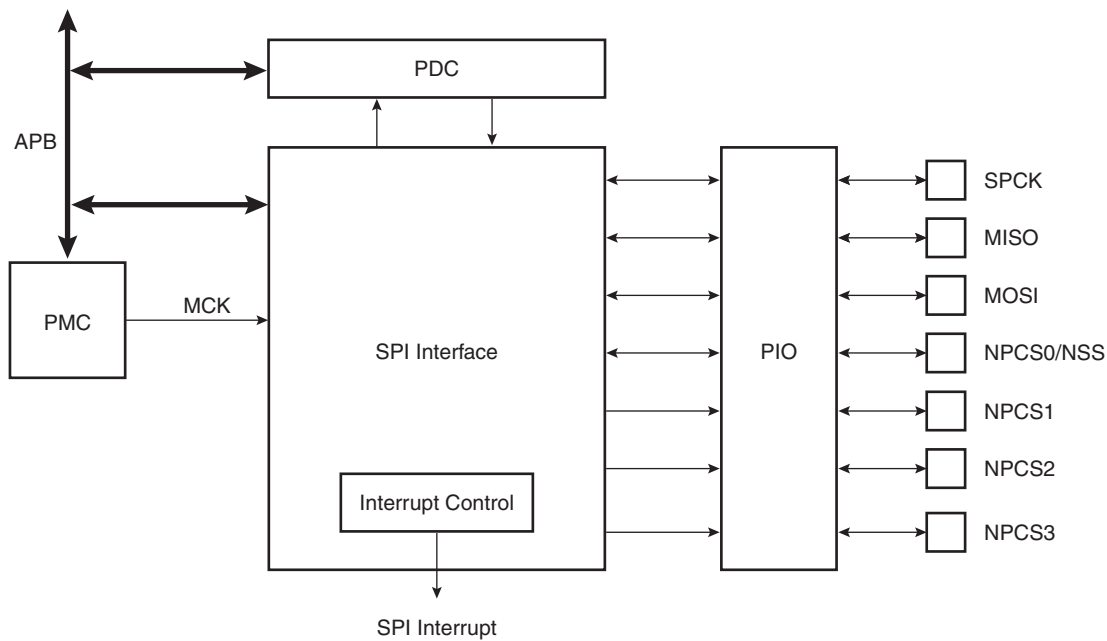 PDC
APB
SPCK
MISO
MCK
MOSI
PMC
SPI Interface
PIO
NPCS0/NSS
NPCS1
NPCS2
Interrupt Control
NPCS3
SPI Interrupt